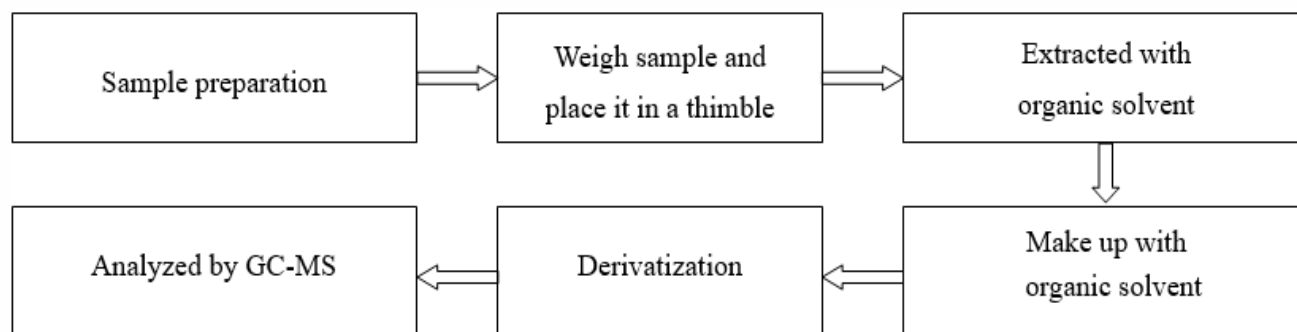 Sample preparation
Weigh sample and
place it in a thimble
Extracted with
organic solvent
Make up with
organic solvent
Derivatization
Analyzed by GC-MS